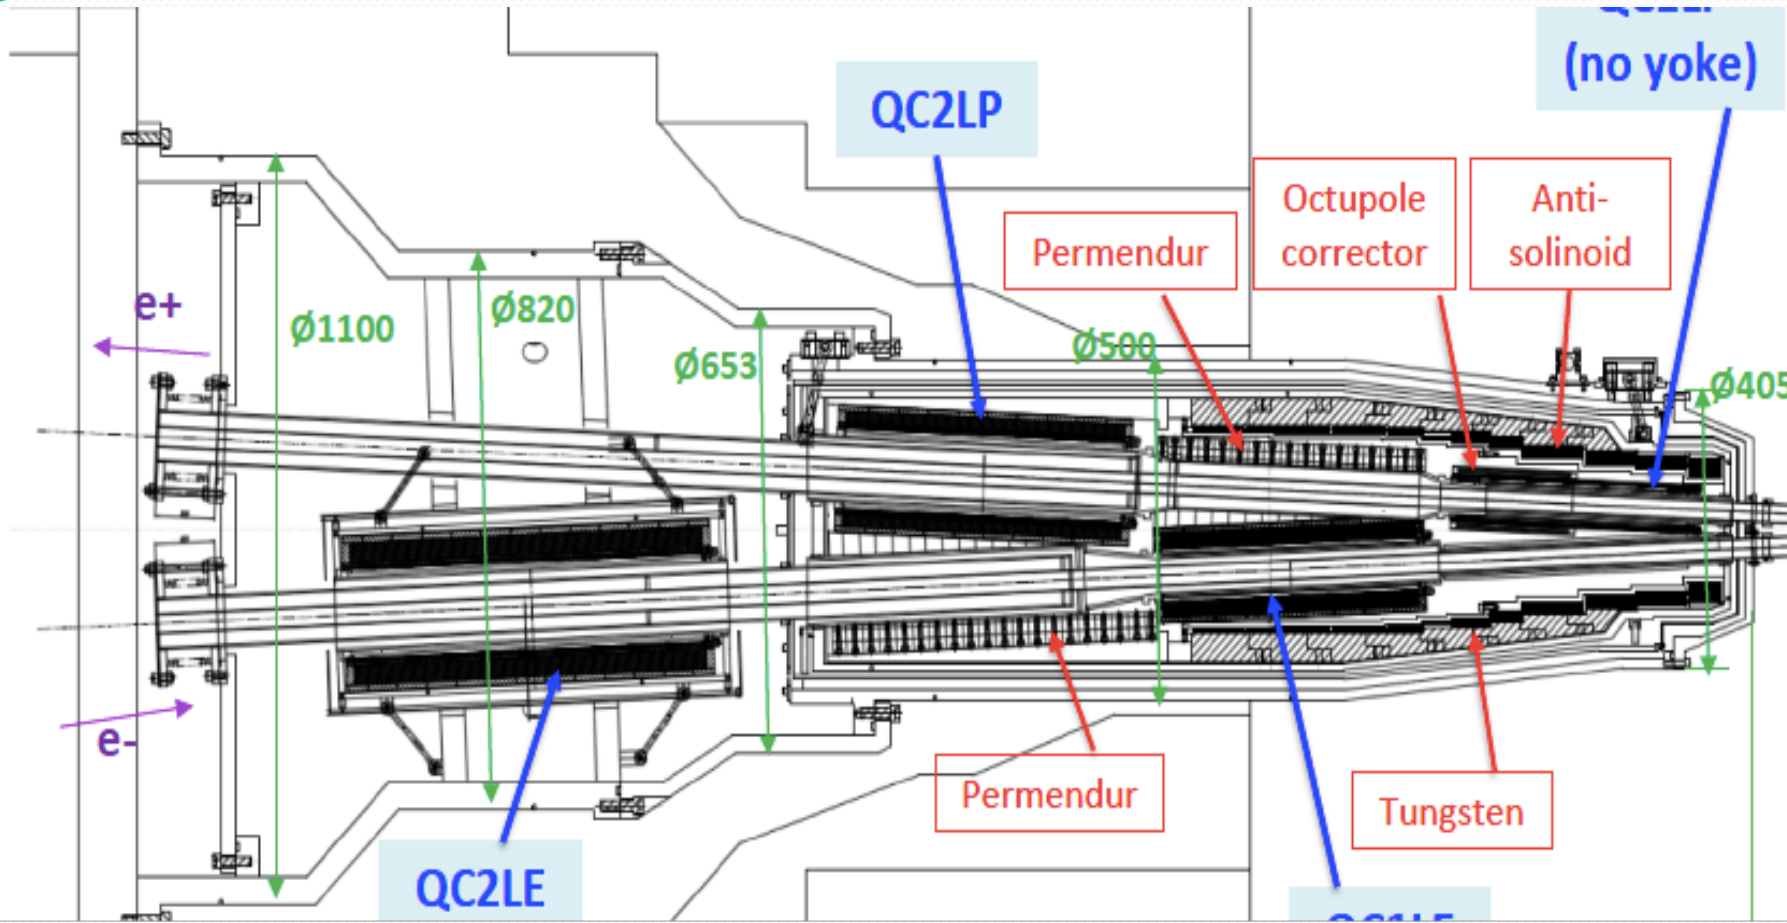 (no yoke)
QC2LP
Octupole
corrector
Anti-
solinoid
Permendur
e+
Ø1100
Ø820
Ø653
Ø500
Ø405
e-
Permendur
Tungsten
QC2LE